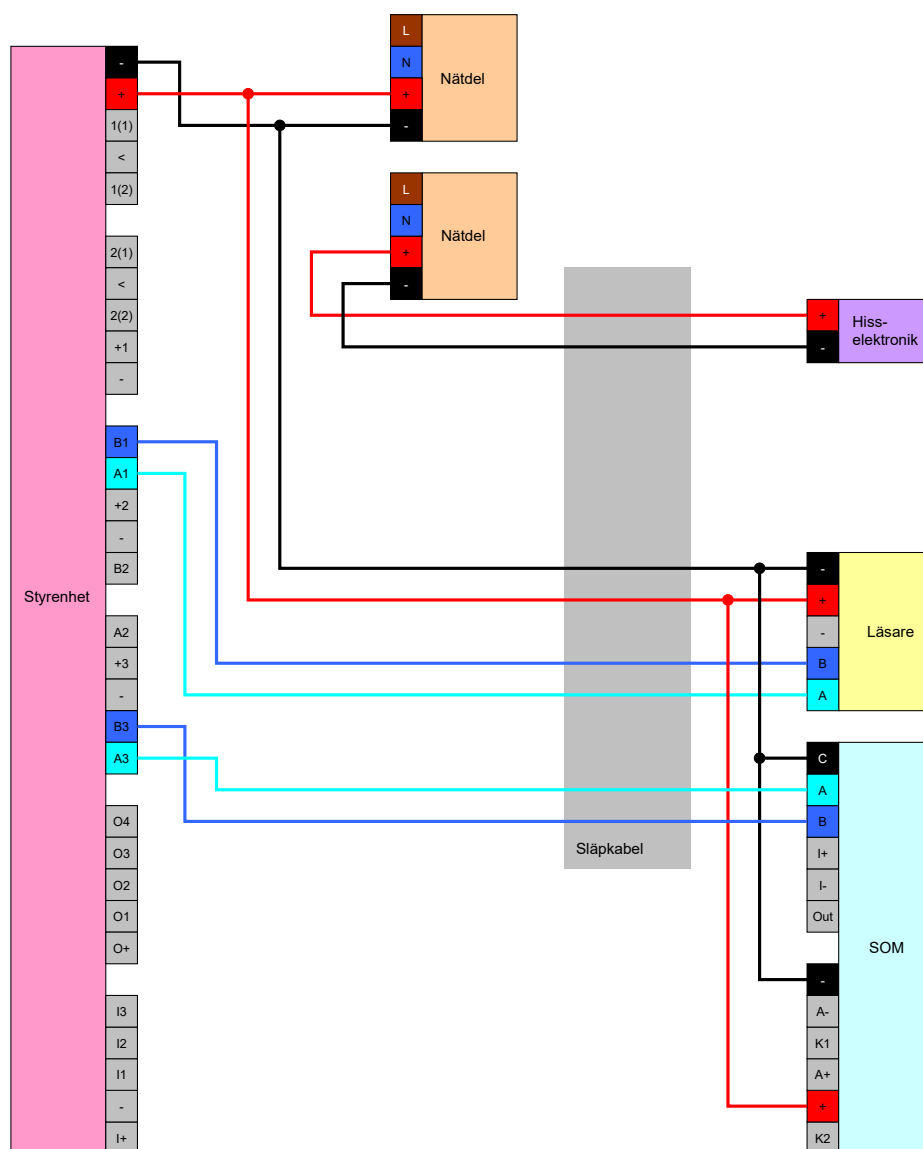 Styrenhet
-
+
1(1)
<
1(2)
2(1)
<
2(2)
+1
-
B1
A1
+2
-
B2
A2
+3
-
B3
A3
O4
O3
O2
O1
O+
I3
I2
I1
-
I+
L
N
+
-
Nätdel
L
N
+
-
Nätdel
Släpkabel
+
-
Hiss-
elektronik
-
+
-
B
A
Läsare
C
A
B
I+
I-
Out
-
A-
K1
A+
+
K2
SOM